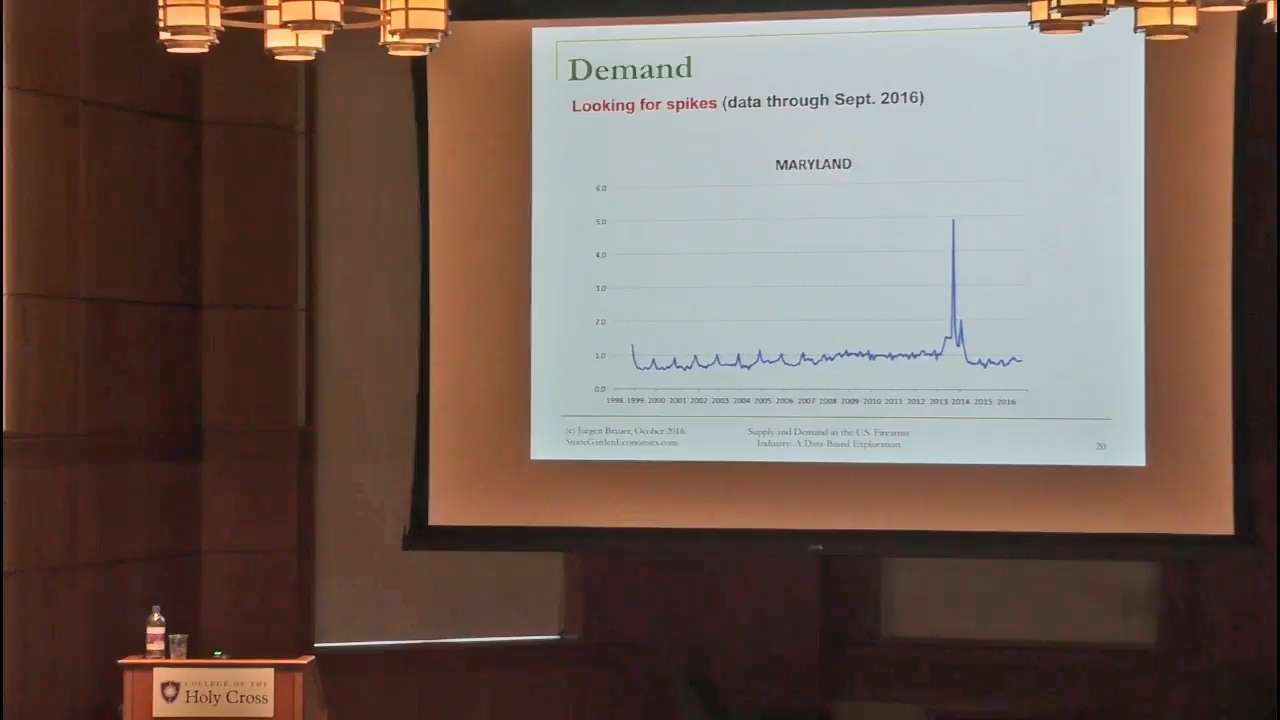 Demand
Looking for spikes (data through Sept. 2016)
MARYLAND
6.0
5.0
4.0
3.0
2.0
1.0
0.0
1998 1999 2000 2001 2002 2003 2004 2005 2006 2007 2008 2009 2010 2011 2012 2013 2014 2015 2016
(c) Jurgen Brauer, Ocober 2016
StoneGardenEconomics.com
Supply and Demand in the U.S. Firearms
Industry: A Data-Based Exploration
20
COLLEGE OF THE
Holy Cross